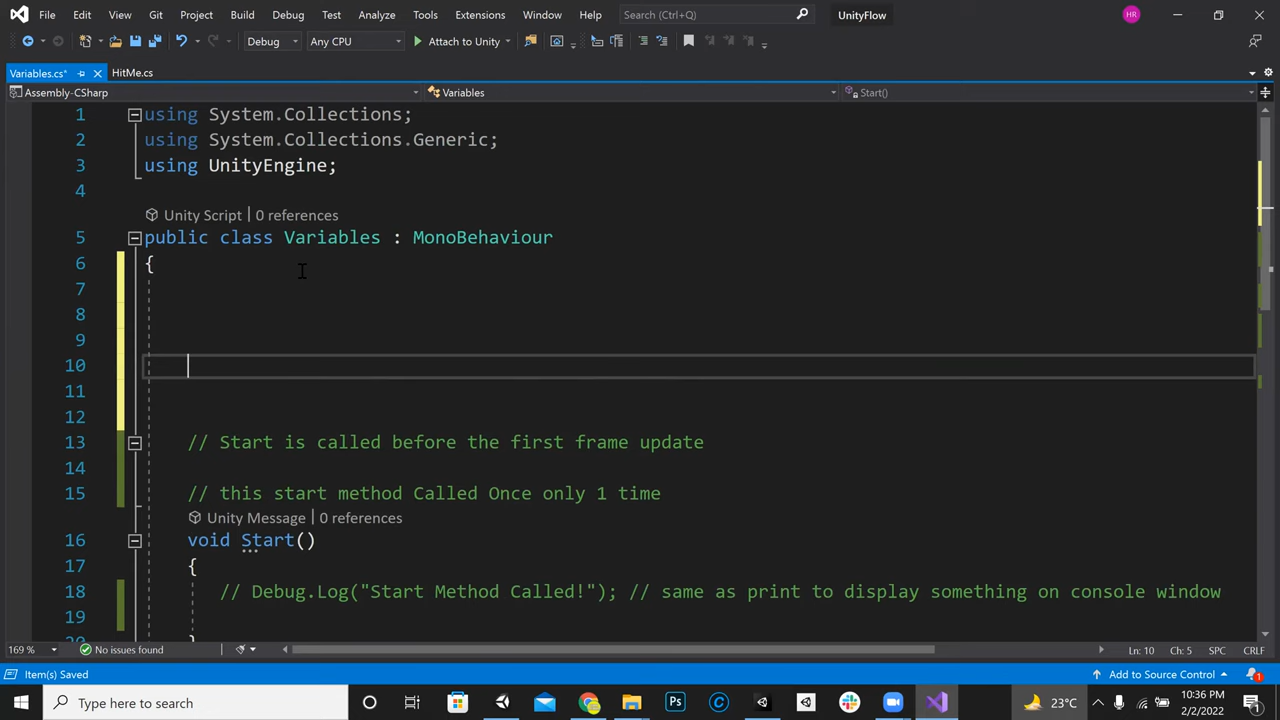 File Edit View Git Project Build Debug Test Analyze Tools Extensions Window Help Search (Ctrl+Q) UnityFlow HR
Debug Any CPU Attach to Unity
Variables.cs* HitMe.cs
Assembly-CSharp Variables Start()
1 using System.Collections;
2 using System.Collections.Generic;
3 using UnityEngine;
4
Unity Script | 0 references
5 public class Variables : MonoBehaviour
6 {
7
8
9
10
11
12
13 // Start is called before the first frame update
14
15 // this start method Called Once only 1 time
Unity Message | 0 references
16 void Start()
17 {
18 // Debug.Log("Start Method Called!"); // same as print to display something on console window
19
20 }
169 % No issues found Ln: 10 Ch: 5 SPC CRLF
Item(s) Saved Add to Source Control 1
Type here to search Ps 23°C 10:36 PM
2/2/2022